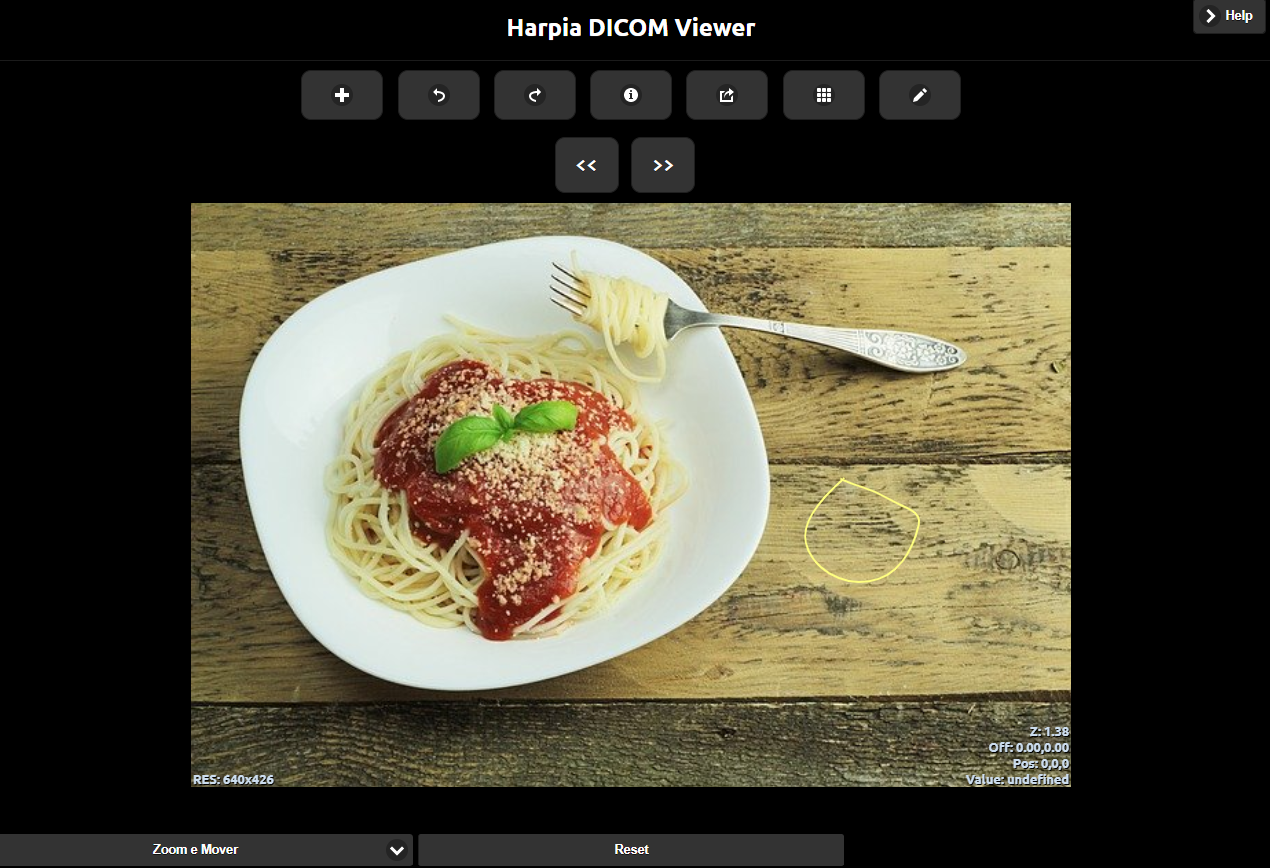 Harpia DICOM Viewer
Help
<< >>
Z: 1.38
Off: 0.00,0.00
Pos: 0,0,0
RES: 640x426
Value: undefined
Zoom e Mover
Reset